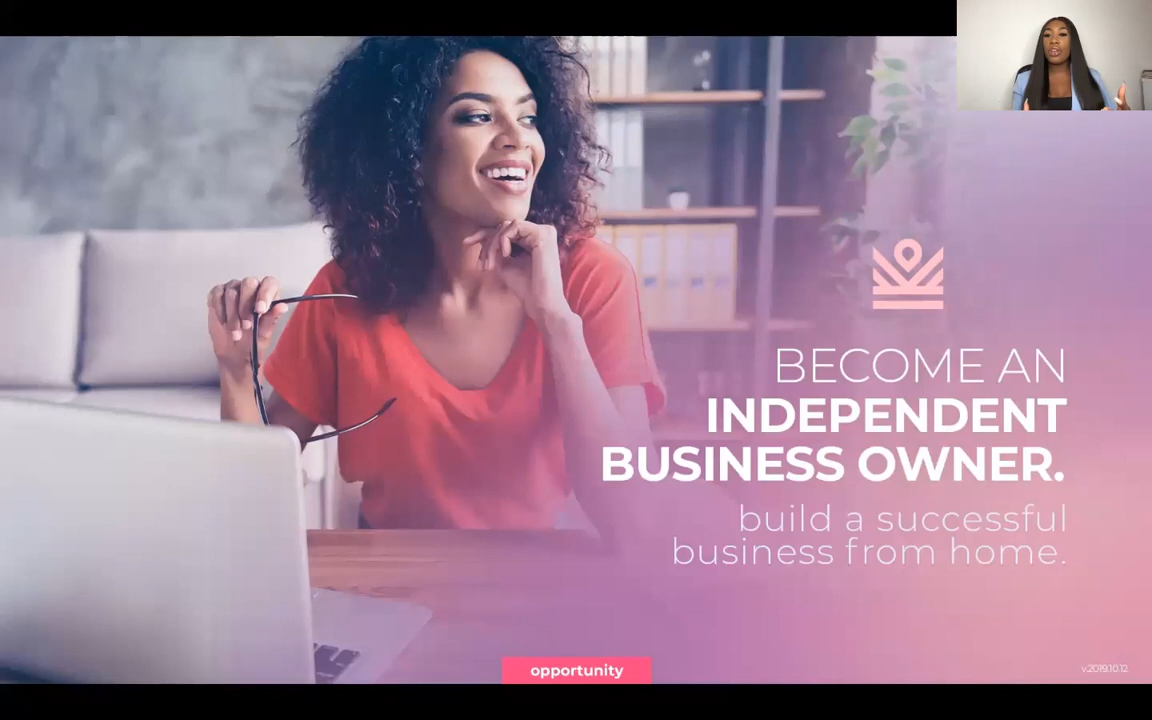 BECOME AN
INDEPENDENT
BUSINESS OWNER.
build a successful
business from home.
opportunity
v.2019.10.12